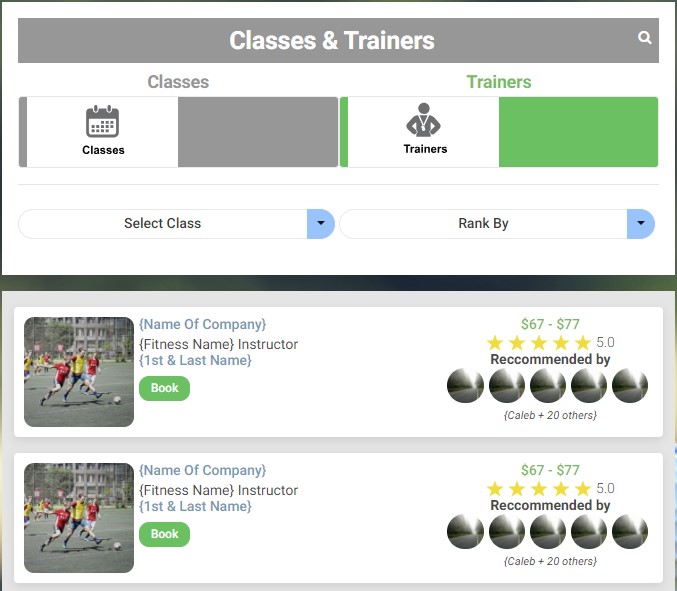 Classes & Trainers
Classes
Trainers
Classes
Trainers
Select Class
Rank By
{Name Of Company}
{Fitness Name} Instructor
{1st & Last Name}
Book
$67 - $77
5.0
Reccommended by
{Caleb + 20 others}
{Name Of Company}
{Fitness Name} Instructor
{1st & Last Name}
Book
$67 - $77
5.0
Reccommended by
{Caleb + 20 others}